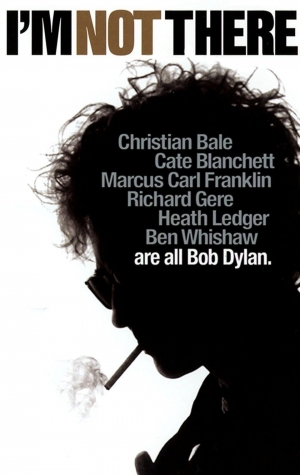 I'M NOT THERE
Christian Bale
Cate Blanchett
Marcus Carl Franklin
Richard Gere
Heath Ledger
Ben Whishaw
are all Bob Dylan.